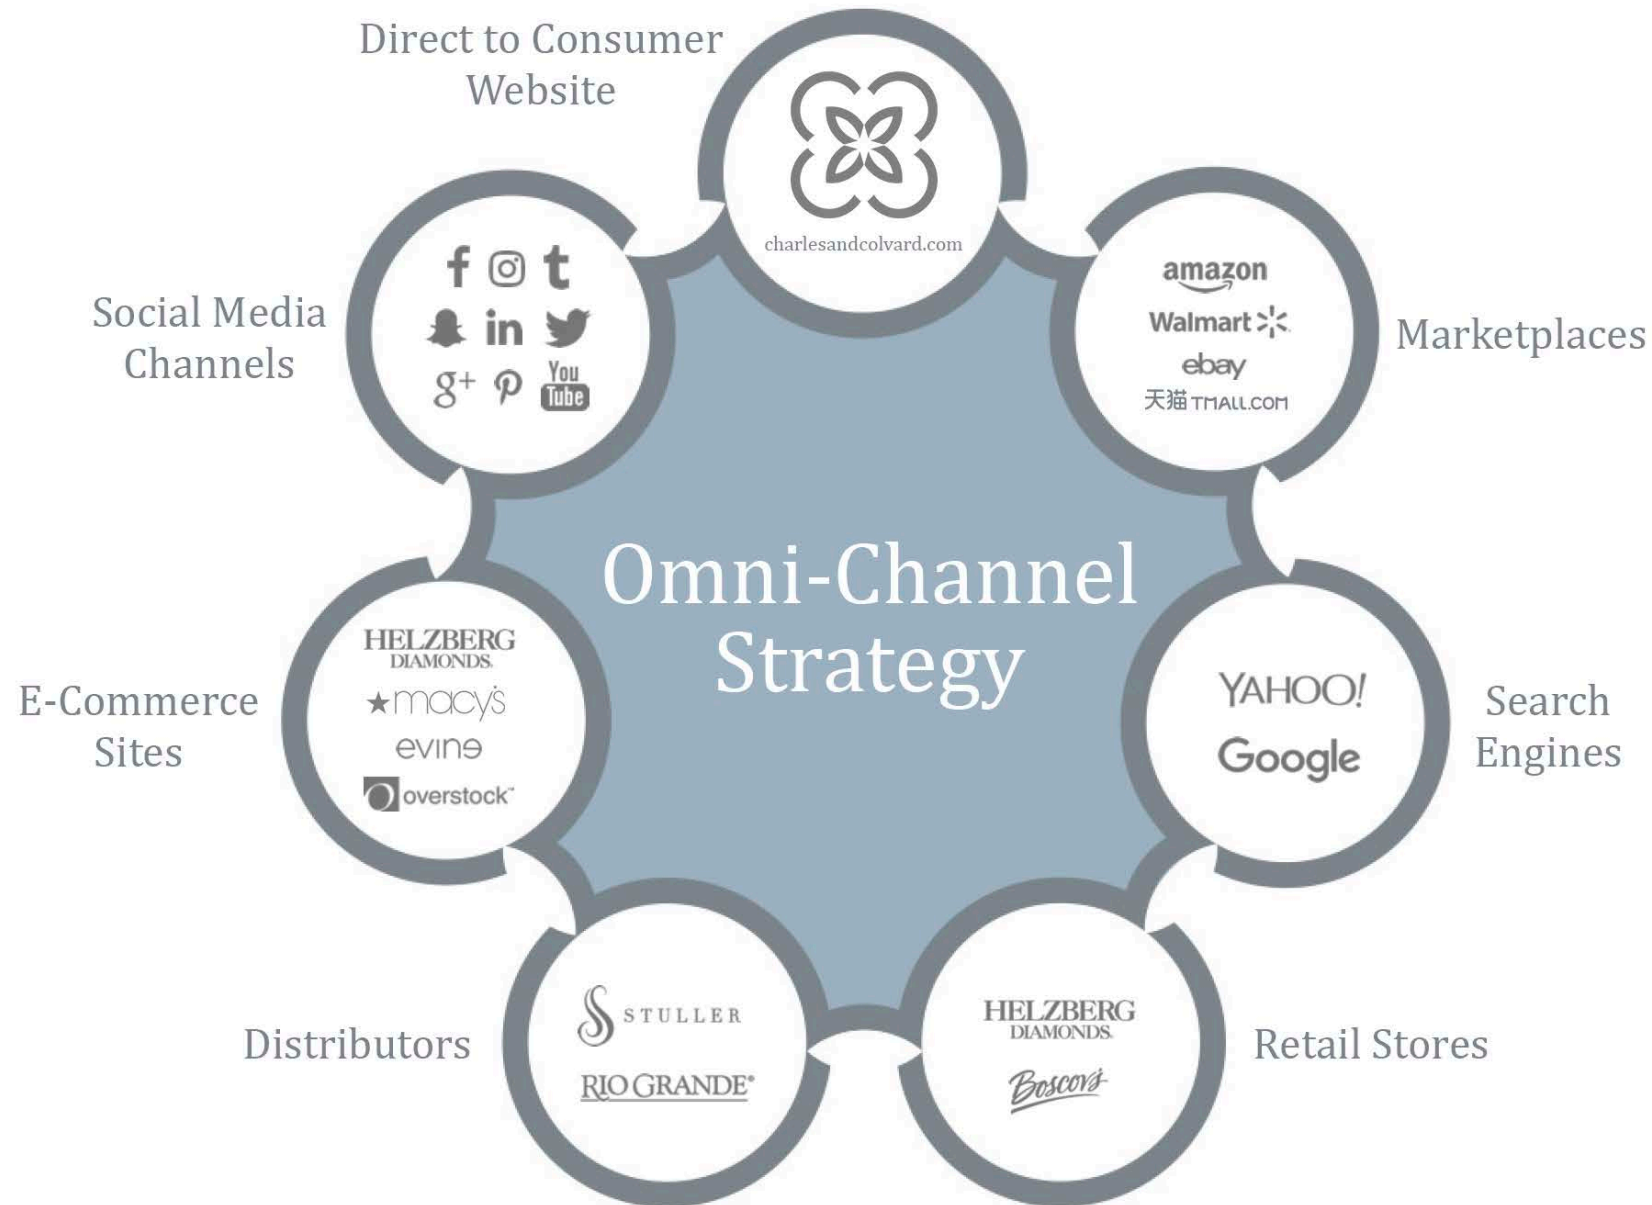 Direct to Consumer
Website
charlesandcolvard.com
Social Media
Channels
f
t
in
g+
You
Tube
amazon
Walmart
ebay
天猫 TMALL.COM
Marketplaces
Omni-Channel
Strategy
E-Commerce
Sites
HELZBERG
DIAMONDS.
macy's
evine
overstock™
YAHOO!
Google
Search
Engines
Distributors
STULLER
RIO GRANDE®
HELZBERG
DIAMONDS.
Boscov's
Retail Stores